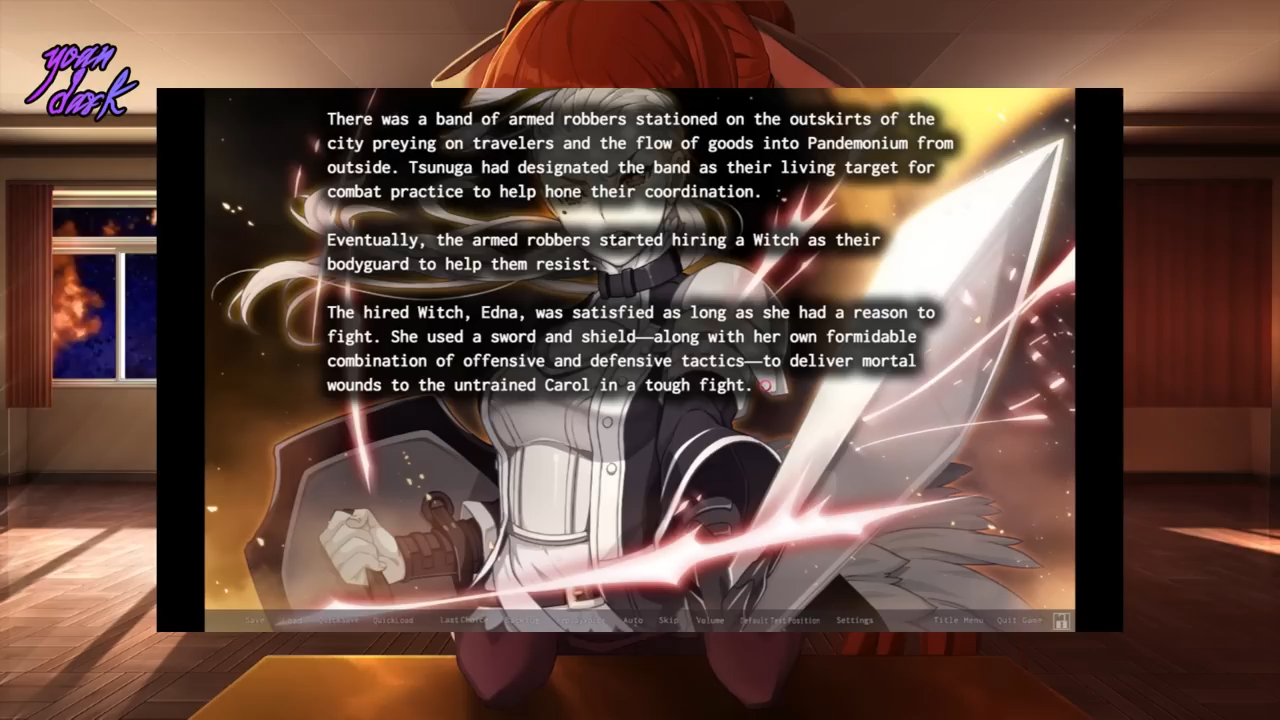 yoan
dask
There was a band of armed robbers stationed on the outskirts of the
city preying on travelers and the flow of goods into Pandemonium from
outside. Tsunuga had designated the band as their living target for
combat practice to help hone their coordination.
Eventually, the armed robbers started hiring a Witch as their
bodyguard to help them resist.
The hired Witch, Edna, was satisfied as long as she had a reason to
fight. She used a sword and shield—along with her own formidable
combination of offensive and defensive tactics—to deliver mortal
wounds to the untrained Carol in a tough fight.
Save Load QuickSave QuickLoad LastChoice Auto Skip Volume Default Text Position Settings Title Menu Quit Game